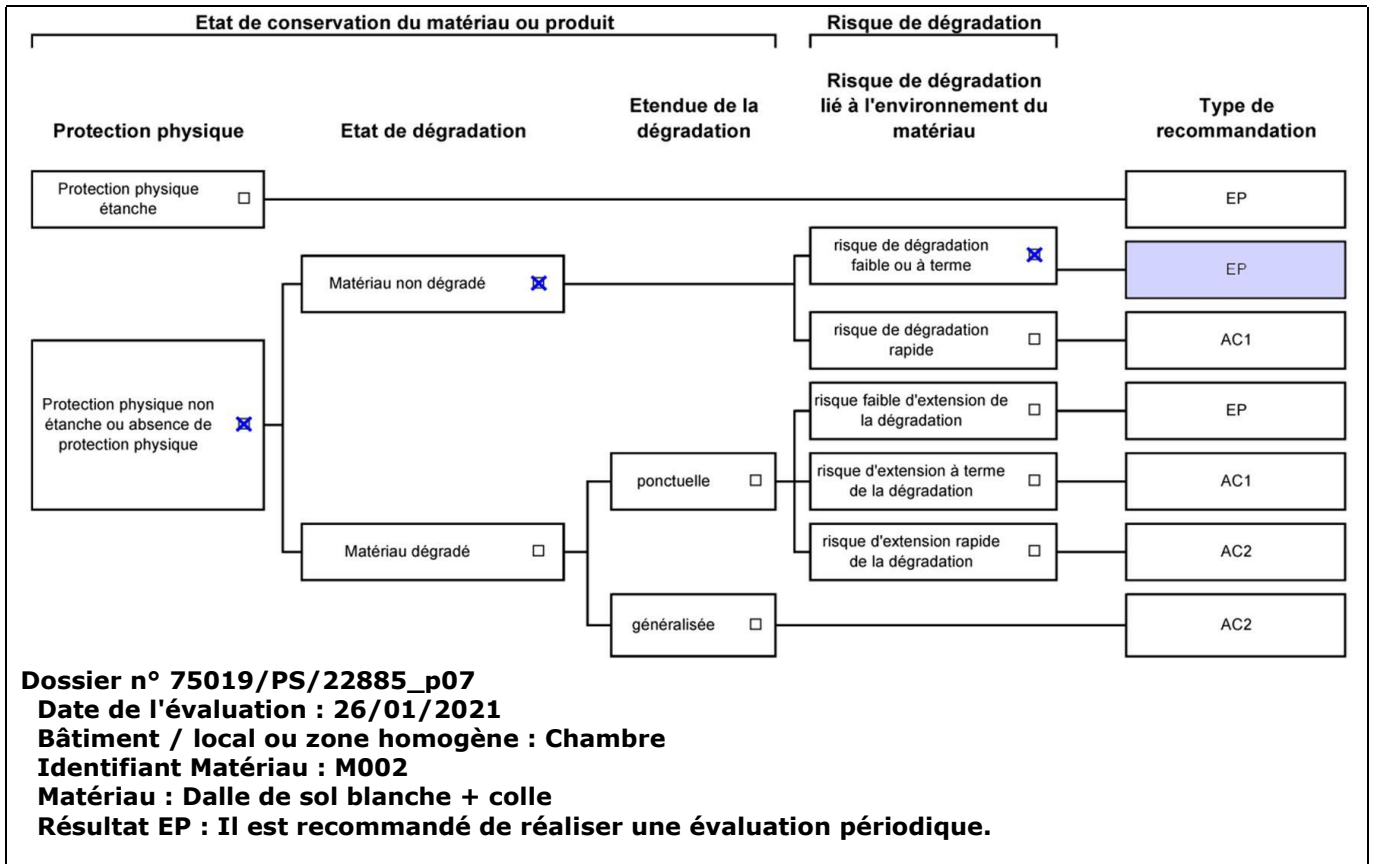 Etat de conservation du matériau ou produit
Risque de dégradation
Protection physique
Etat de dégradation
Etendue de la
dégradation
Risque de dégradation
lié à l'environnement du
matériau
Type de
recommandation
Protection physique
étanche
EP
risque de dégradation
faible ou à terme
EP
Matériau non dégradé
risque de dégradation
rapide
AC1
Protection physique non
étanche ou absence de
protection physique
risque faible d'extension de
la dégradation
EP
ponctuelle
risque d'extension à terme
de la dégradation
AC1
Matériau dégradé
risque d'extension rapide
de la dégradation
AC2
généralisée
AC2
Dossier n° 75019/PS/22885_p07
Date de l'évaluation : 26/01/2021
Bâtiment / local ou zone homogène : Chambre
Identifiant Matériau : M002
Matériau : Dalle de sol blanche + colle
Résultat EP : Il est recommandé de réaliser une évaluation périodique.